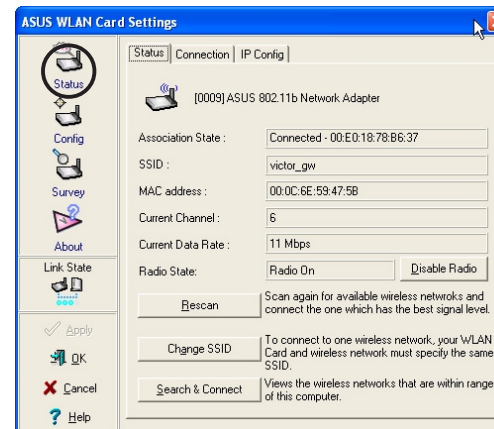 ASUS WLAN Card Settings
Status
Config
Survey
About
Link State
Apply
OK
Cancel
Help
Status Connection IP Config
[0009] ASUS 802.11b Network Adapter
Association State : Connected - 00:E0:18:78:B6:37
SSID : victor_gw
MAC address : 00:0C:6E:59:47:5B
Current Channel : 6
Current Data Rate : 11 Mbps
Radio State: Radio On Disable Radio
Rescan
Scan again for available wireless networks and
connect the one which has the best signal level.
Change SSID
To connect to one wireless network, your WLAN
Card and wireless network must specify the same
SSID.
Search & Connect
Views the wireless networks that are within range
of this computer.